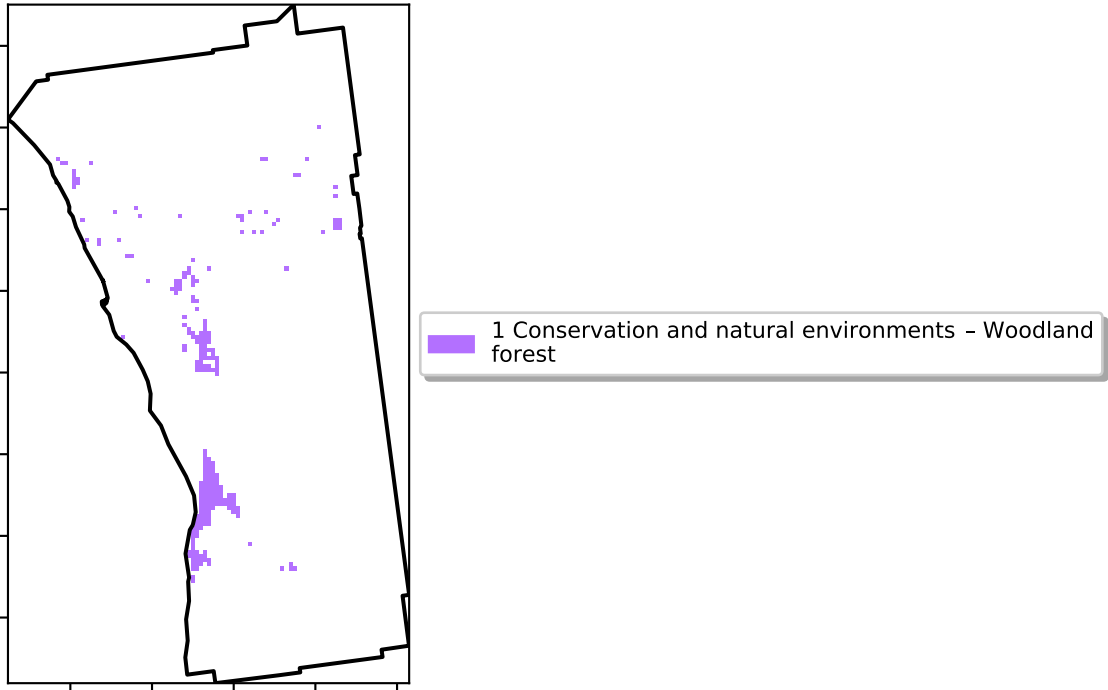 1 Conservation and natural environments – Woodland
forest